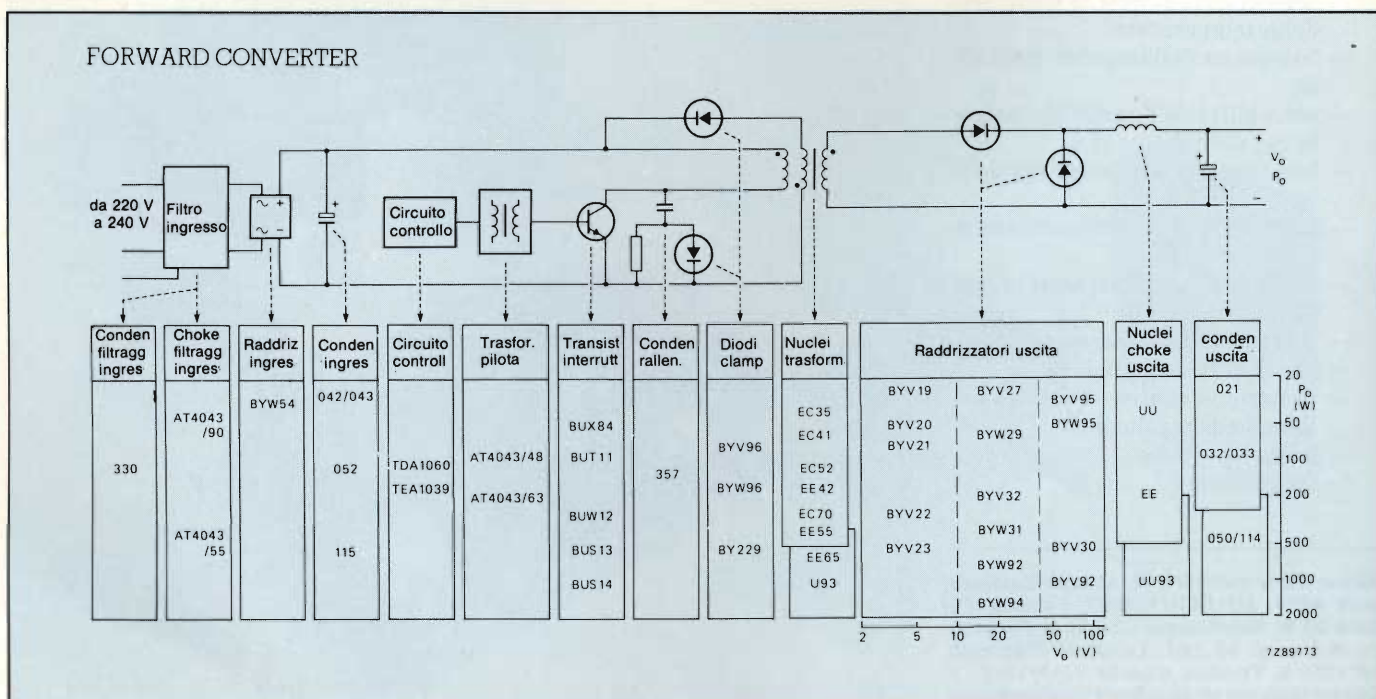 FORWARD CONVERTER
da 220 V
a 240 V
Filtro
ingresso
~ +
~ −
+
Circuito
controllo
+
+
V₀
P₀
−
Conden
filtragg
ingres
330
Choke
filtragg
ingres
AT4043
/90
AT4043
/55
Raddriz
ingres
BYW54
Conden
ingres
042/043
052
115
Circuito
controll
TDA1060
TEA1039
Trasfor.
pilota
AT4043/48
AT4043/63
Transist
interrutt
BUX84
BUT11
BUW12
BUS13
BUS14
Conden
rallen.
357
Diodi
clamp
BYV96
BYW96
BY229
Nuclei
trasform.
EC35
EC41
EC52
EE42
EC70
EE55
EE65
U93
Raddrizzatori uscita
BYV19
BYV20
BYV21
BYV22
BYV23
BYV27
BYW29
BYV32
BYW31
BYW92
BYW94
BYV95
BYW95
BYV30
BYV92
2 5 10 20 50 100
V₀ (V)
Nuclei
choke
uscita
UU
EE
UU93
conden
uscita
021
032/033
050/114
20
P₀
(W)
50
100
200
500
1000
2000
7Z89773